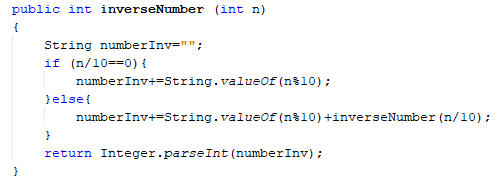 public int inverseNumber (int n)
{
String numberInv="";
if (n/10==0){
numberInv+=String.valueOf(n%10);
}else{
numberInv+=String.valueOf(n%10)+inverseNumber(n/10);
}
return Integer.parseInt(numberInv);
}